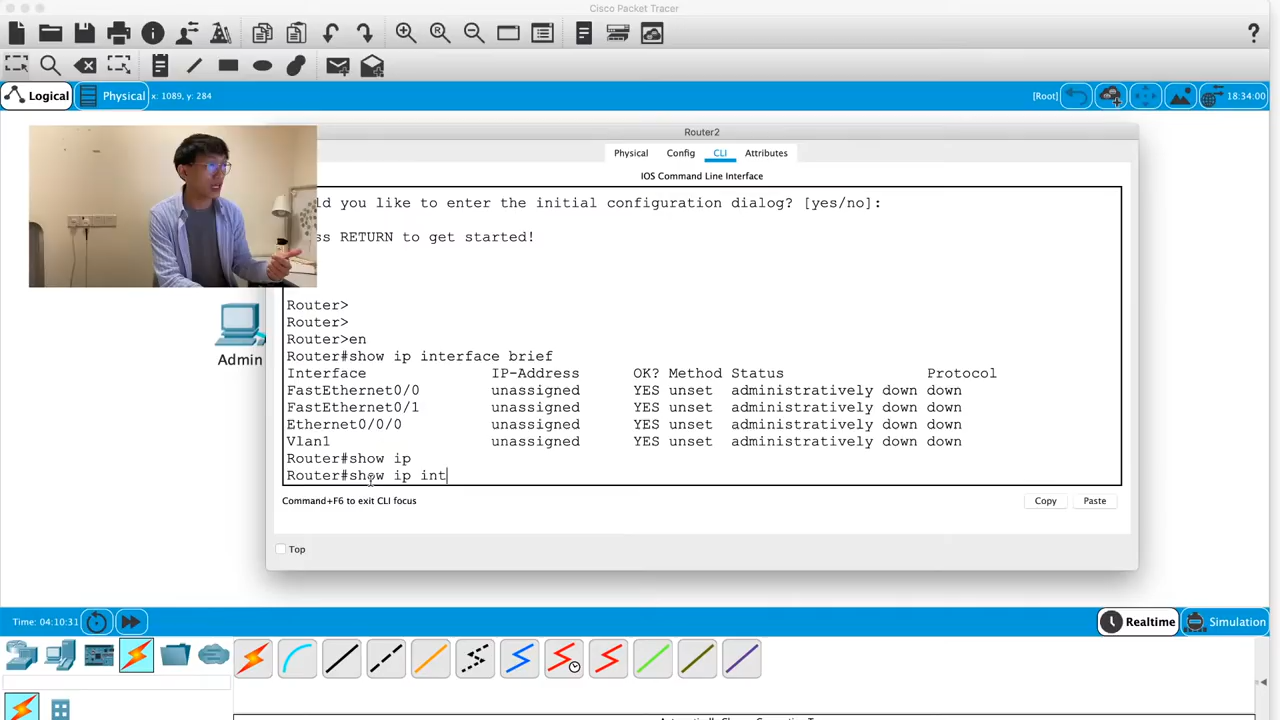 Cisco Packet Tracer
Logical
Physical
x: 1089, y: 284
[Root]
18:34:00
Router2
Physical
Config
CLI
Attributes
IOS Command Line Interface
ld you like to enter the initial configuration dialog? [yes/no]:
ss RETURN to get started!
Router>
Router>
Router>en
Router#show ip interface brief
Interface IP-Address OK? Method Status Protocol
FastEthernet0/0 unassigned YES unset administratively down down
FastEthernet0/1 unassigned YES unset administratively down down
Ethernet0/0/0 unassigned YES unset administratively down down
Vlan1 unassigned YES unset administratively down down
Router#show ip
Router#show ip int
Admin
Command+F6 to exit CLI focus
Copy
Paste
Top
Time: 04:10:31
Realtime
Simulation